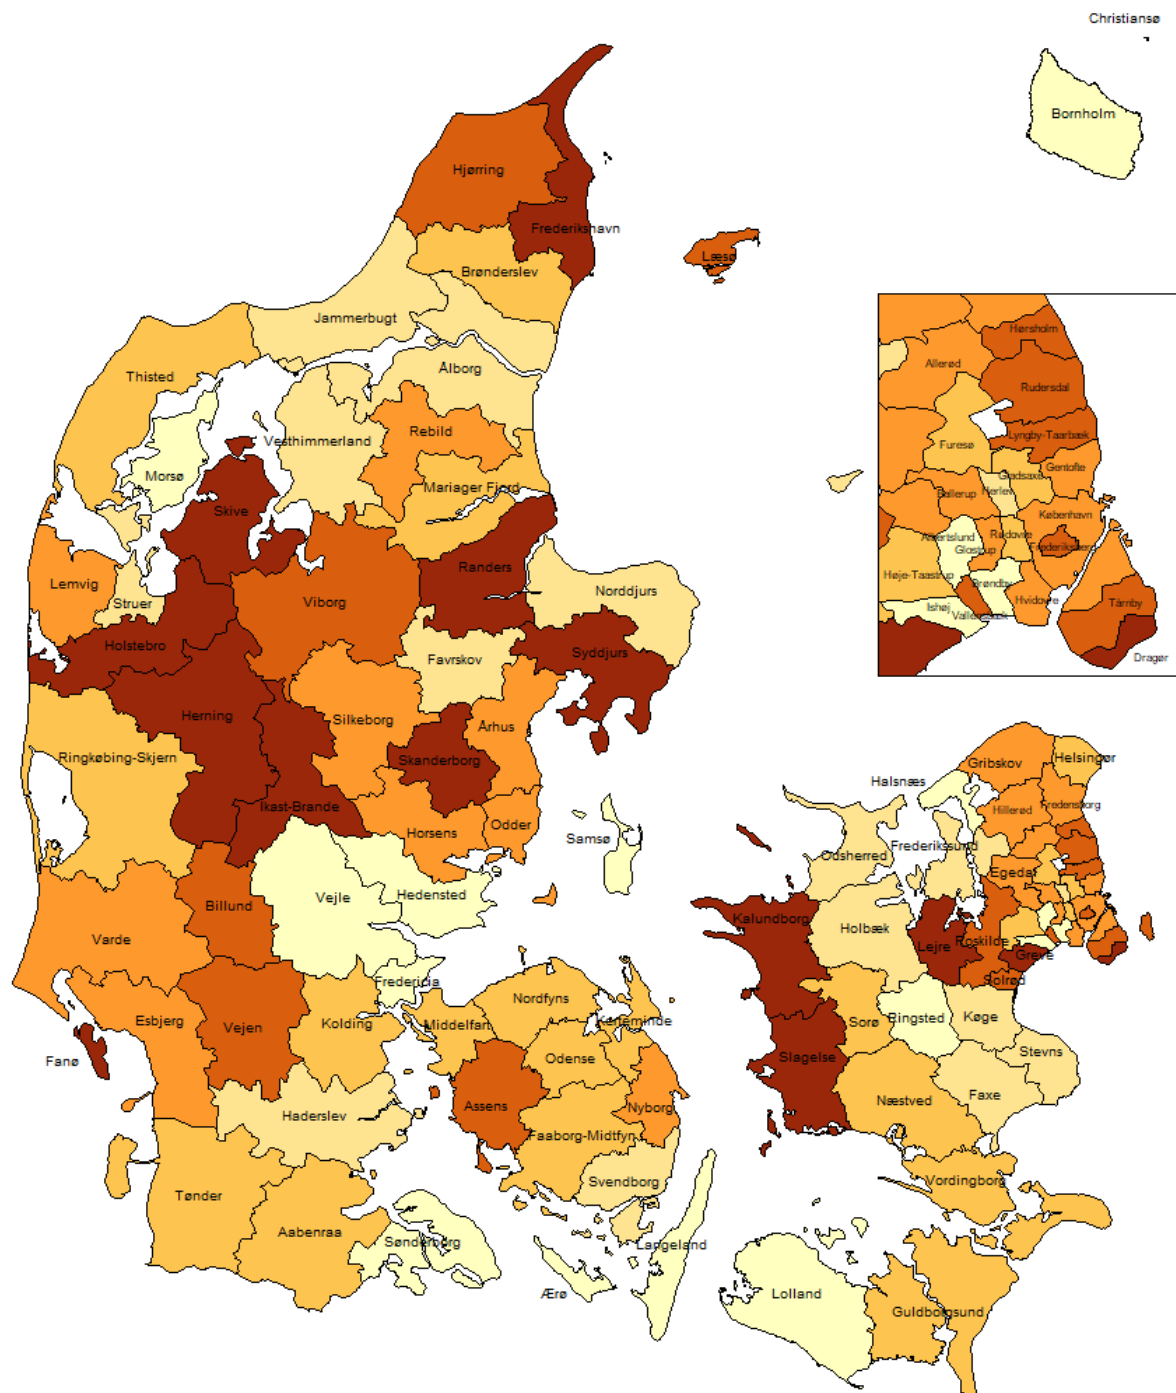 Christiansø
Bornholm
Hjørring
Frederikshavn
Læsø
Brønderslev
Jammerbugt
Ålborg
Thisted
Vesthimmerland
Rebild
Morsø
Mariager Fjord
Skive
Randers
Lemvig
Struer
Viborg
Norddjurs
Holstebro
Favrskov
Syddjurs
Herning
Silkeborg
Århus
Ringkøbing-Skjern
Skanderborg
Ikast-Brande
Horsens
Odder
Samsø
Vejle
Hedensted
Billund
Varde
Fredericia
Esbjerg
Vejen
Kolding
Fanø
Haderslev
Tønder
Aabenraa
Sønderborg
Nordfyns
Middelfart
Kerteminde
Odense
Assens
Nyborg
Faaborg-Midtfyn
Svendborg
Langeland
Ærø
Hørsholm
Allerød
Rudersdal
Furesø
Lyngby-Taarbæk
Gladsaxe
Gentofte
Ballerup
Herlev
København
Albertslund
Glostrup
Rødovre
Frederiksberg
Høje-Taastrup
Brøndby
Ishøj
Vallensbæk
Hvidovre
Tårnby
Dragør
Helsingør
Gribskov
Halsnæs
Hillerød
Fredensborg
Odsherred
Frederikssund
Egedal
Kalundborg
Holbæk
Lejre
Roskilde
Greve
Solrød
Sorø
Ringsted
Køge
Stevns
Slagelse
Næstved
Faxe
Vordingborg
Lolland
Guldborgsund